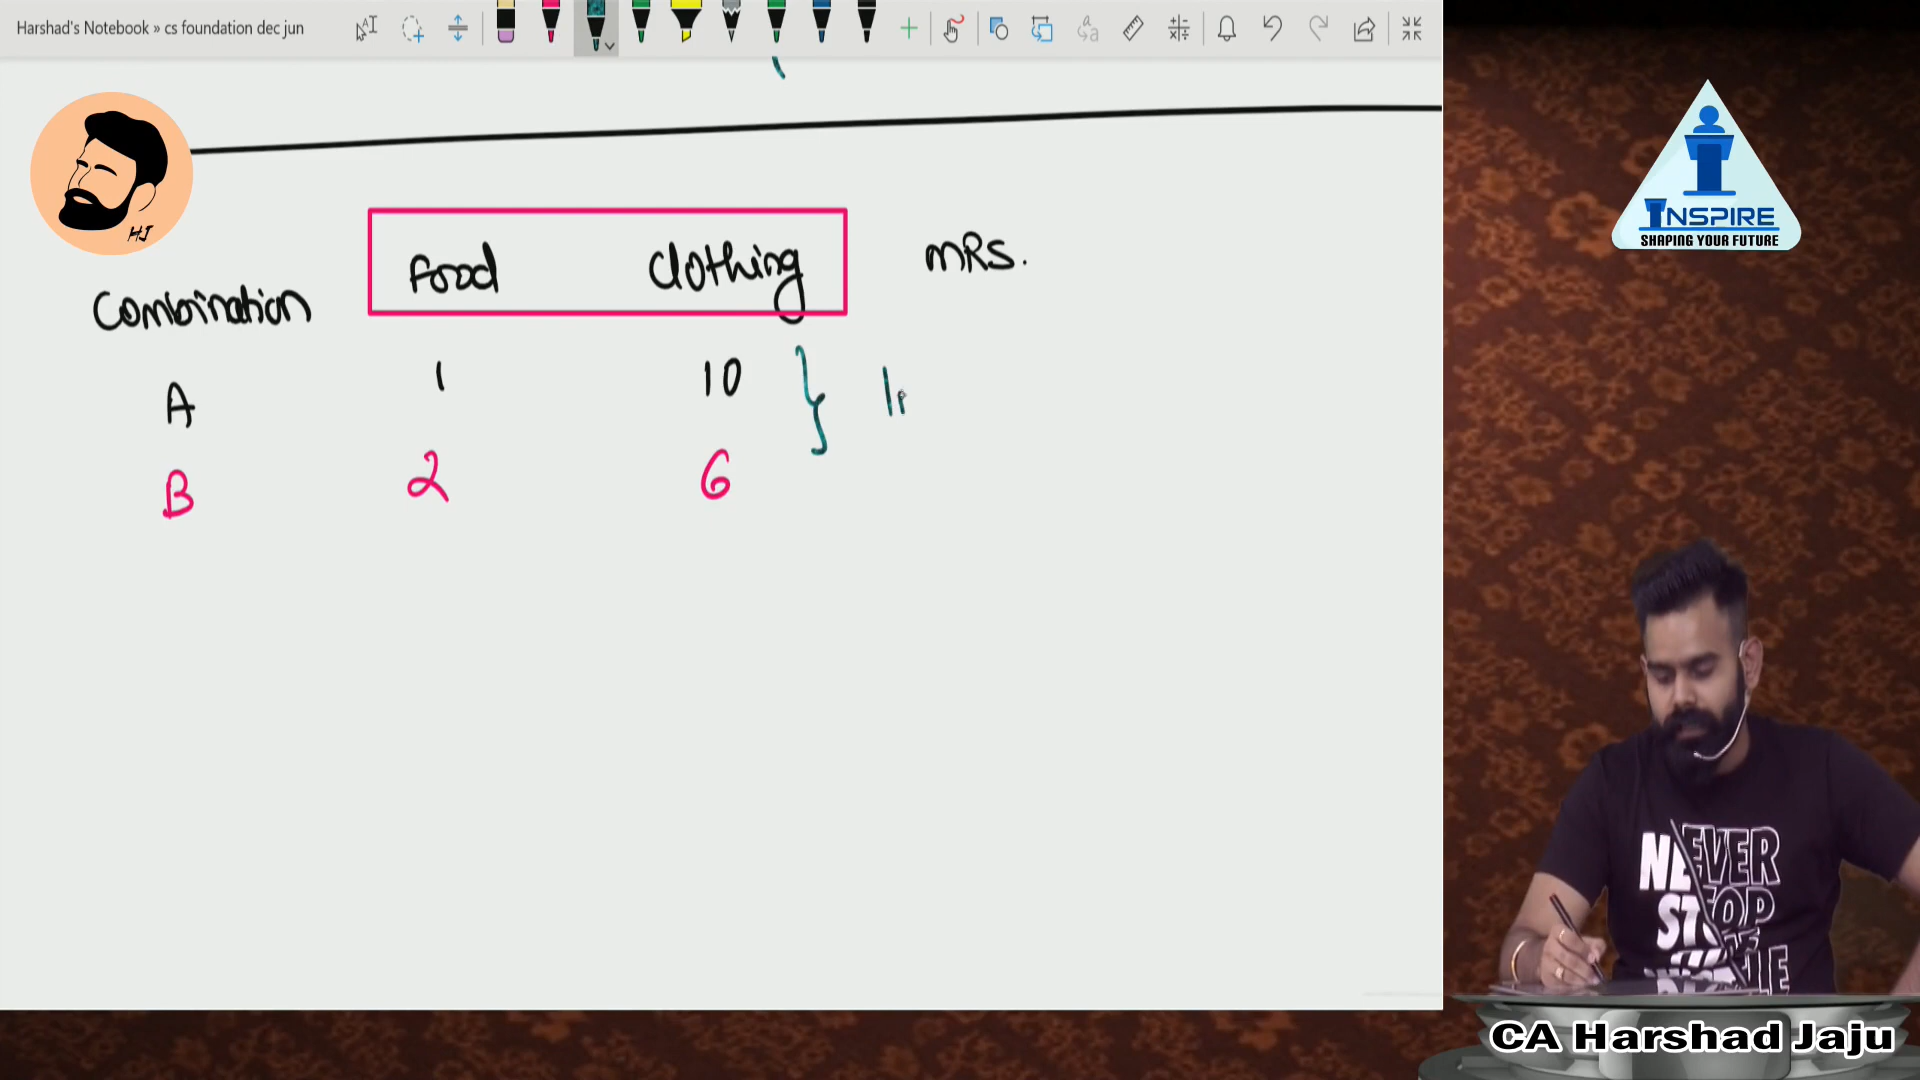 Harshad's Notebook » cs foundation dec jun
HJ
INSPIRE
SHAPING YOUR FUTURE
Combination Food Clothing MRS.
A 1 10
B 2 6
NEVER
STOP
CA Harshad Jaju